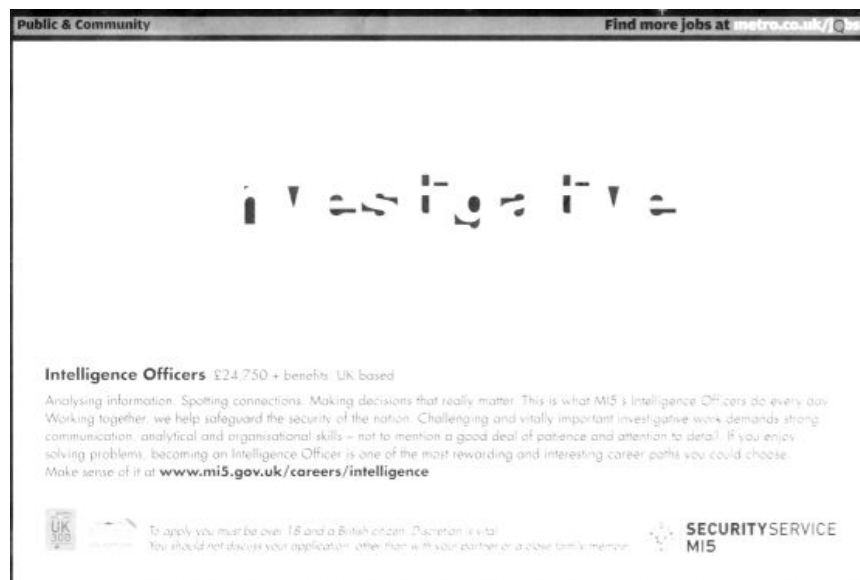 Public & Community
Find more jobs at metro.co.uk/jobs
investigative
Intelligence Officers £24,750 + benefits UK based
Analysing information. Spotting connections. Making decisions that really matter. This is what MI5's Intelligence Officers do every day.
Working together, we help safeguard the security of the nation. Challenging and vitally important investigative work demands strong
communication, analytical and organisational skills – not to mention a good deal of patience and attention to detail. If you enjoy
solving problems, becoming an Intelligence Officer is one of the most rewarding and interesting career paths you could choose.
Make sense of it at www.mi5.gov.uk/careers/intelligence
UK
300
To apply you must be over 18 and a British citizen. Discretion is vital.
You should not discuss your application, other than with your partner or a close family member.
SECURITYSERVICE
MI5